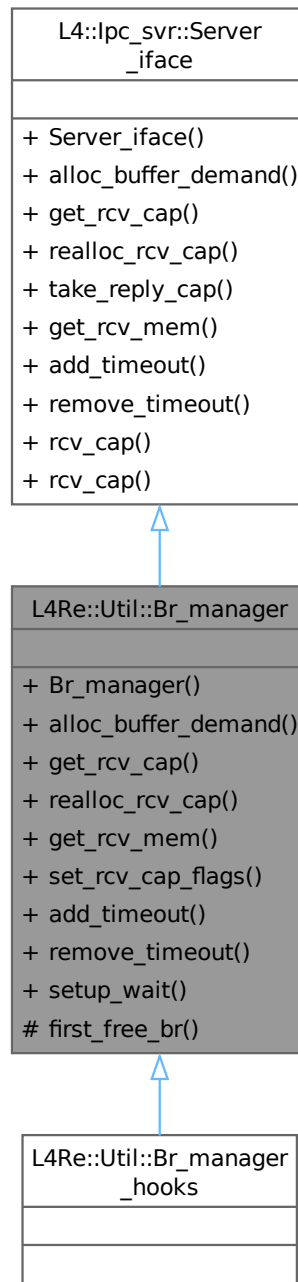 L4::Ipc_svr::Server
_iface
+ Server_iface()
+ alloc_buffer_demand()
+ get_rcv_cap()
+ realloc_rcv_cap()
+ take_reply_cap()
+ get_rcv_mem()
+ add_timeout()
+ remove_timeout()
+ rcv_cap()
+ rcv_cap()
L4Re::Util::Br_manager
+ Br_manager()
+ alloc_buffer_demand()
+ get_rcv_cap()
+ realloc_rcv_cap()
+ get_rcv_mem()
+ set_rcv_cap_flags()
+ add_timeout()
+ remove_timeout()
+ setup_wait()
# first_free_br()
L4Re::Util::Br_manager
_hooks